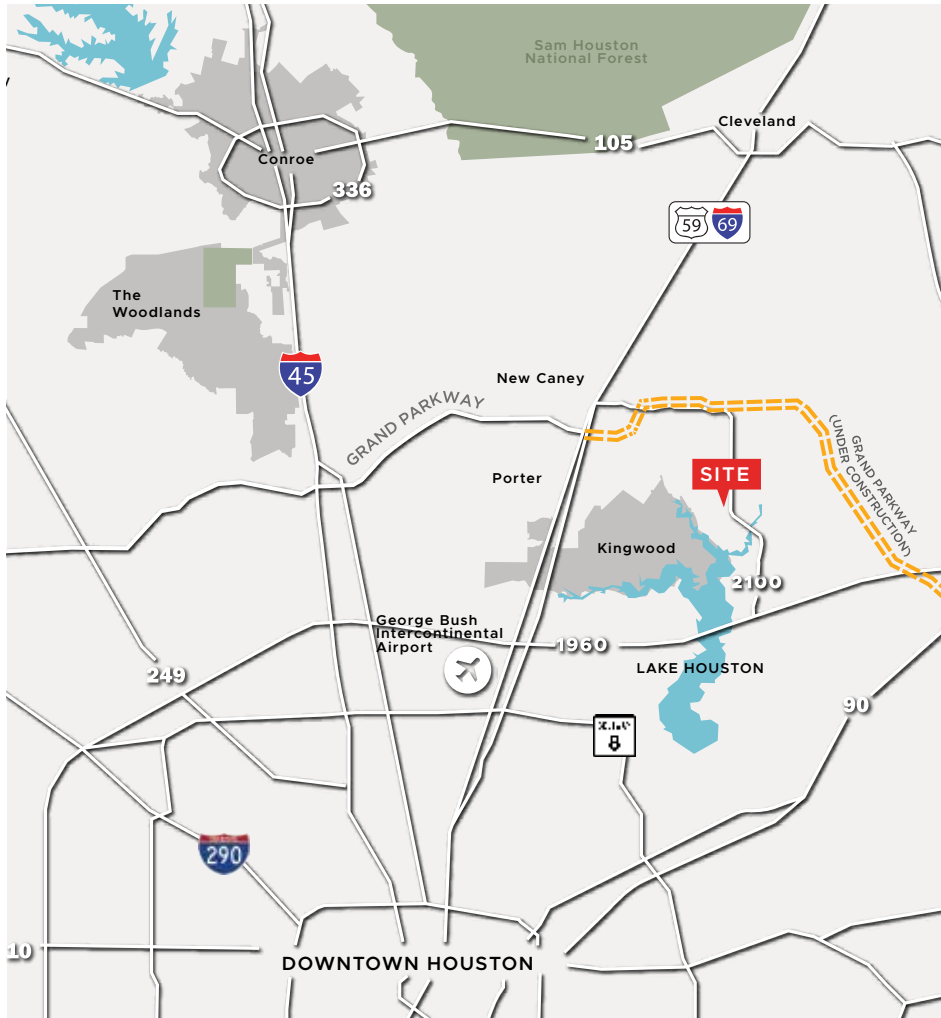 Sam Houston
National Forest
Cleveland
105
Conroe
336
59
69
The
Woodlands
45
New Caney
GRAND PARKWAY
GRAND PARKWAY
(UNDER CONSTRUCTION)
Porter
SITE
Kingwood
2100
George Bush
Intercontinental
Airport
1960
LAKE HOUSTON
249
90
290
10
DOWNTOWN HOUSTON